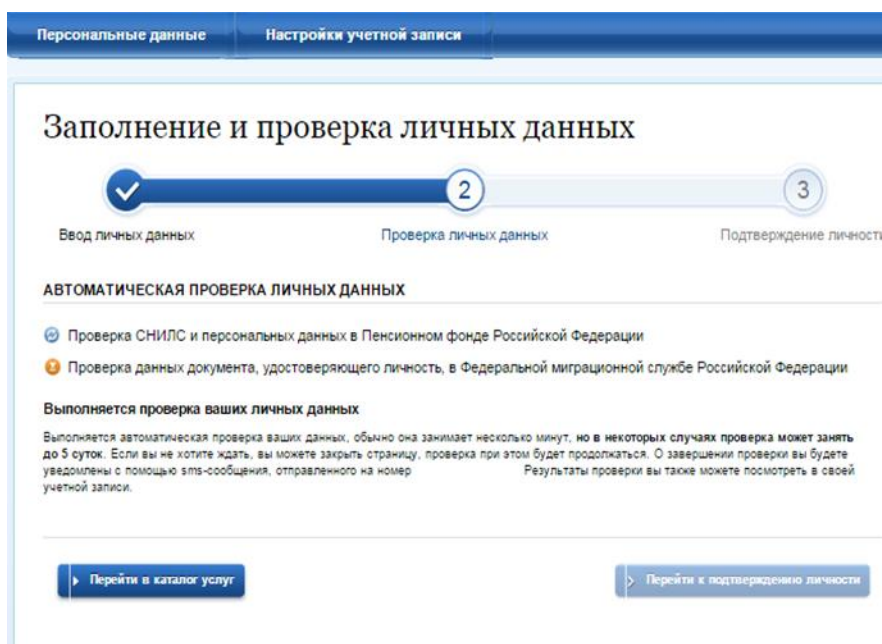 Персональные данные Настройки учетной записи
Заполнение и проверка личных данных
2 3
Ввод личных данных Проверка личных данных Подтверждение личности
АВТОМАТИЧЕСКАЯ ПРОВЕРКА ЛИЧНЫХ ДАННЫХ
Проверка СНИЛС и персональных данных в Пенсионном фонде Российской Федерации
Проверка данных документа, удостоверяющего личность, в Федеральной миграционной службе Российской Федерации
Выполняется проверка ваших личных данных
Выполняется автоматическая проверка ваших данных, обычно она занимает несколько минут, но в некоторых случаях проверка может занять
до 5 суток. Если вы не хотите ждать, вы можете закрыть страницу, проверка при этом будет продолжаться. О завершении проверки вы будете
уведомлены с помощью sms-сообщения, отправленного на номер Результаты проверки вы также можете посмотреть в своей
учетной записи.
Перейти в каталог услуг Перейти к подтверждению личности